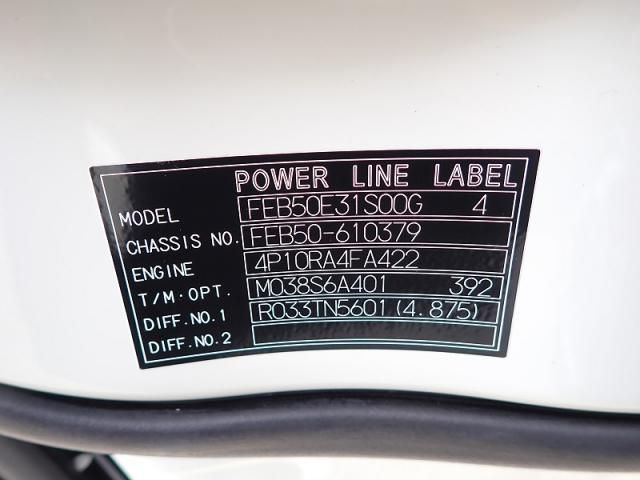 POWER LINE LABEL
MODEL FEB50E31S00G 4
CHASSIS NO. FEB50-610379
ENGINE 4P10RA4FA422
T/M·OPT. M038S6A401 392
DIFF.NO.1 R033TN5601(4.875)
DIFF.NO.2